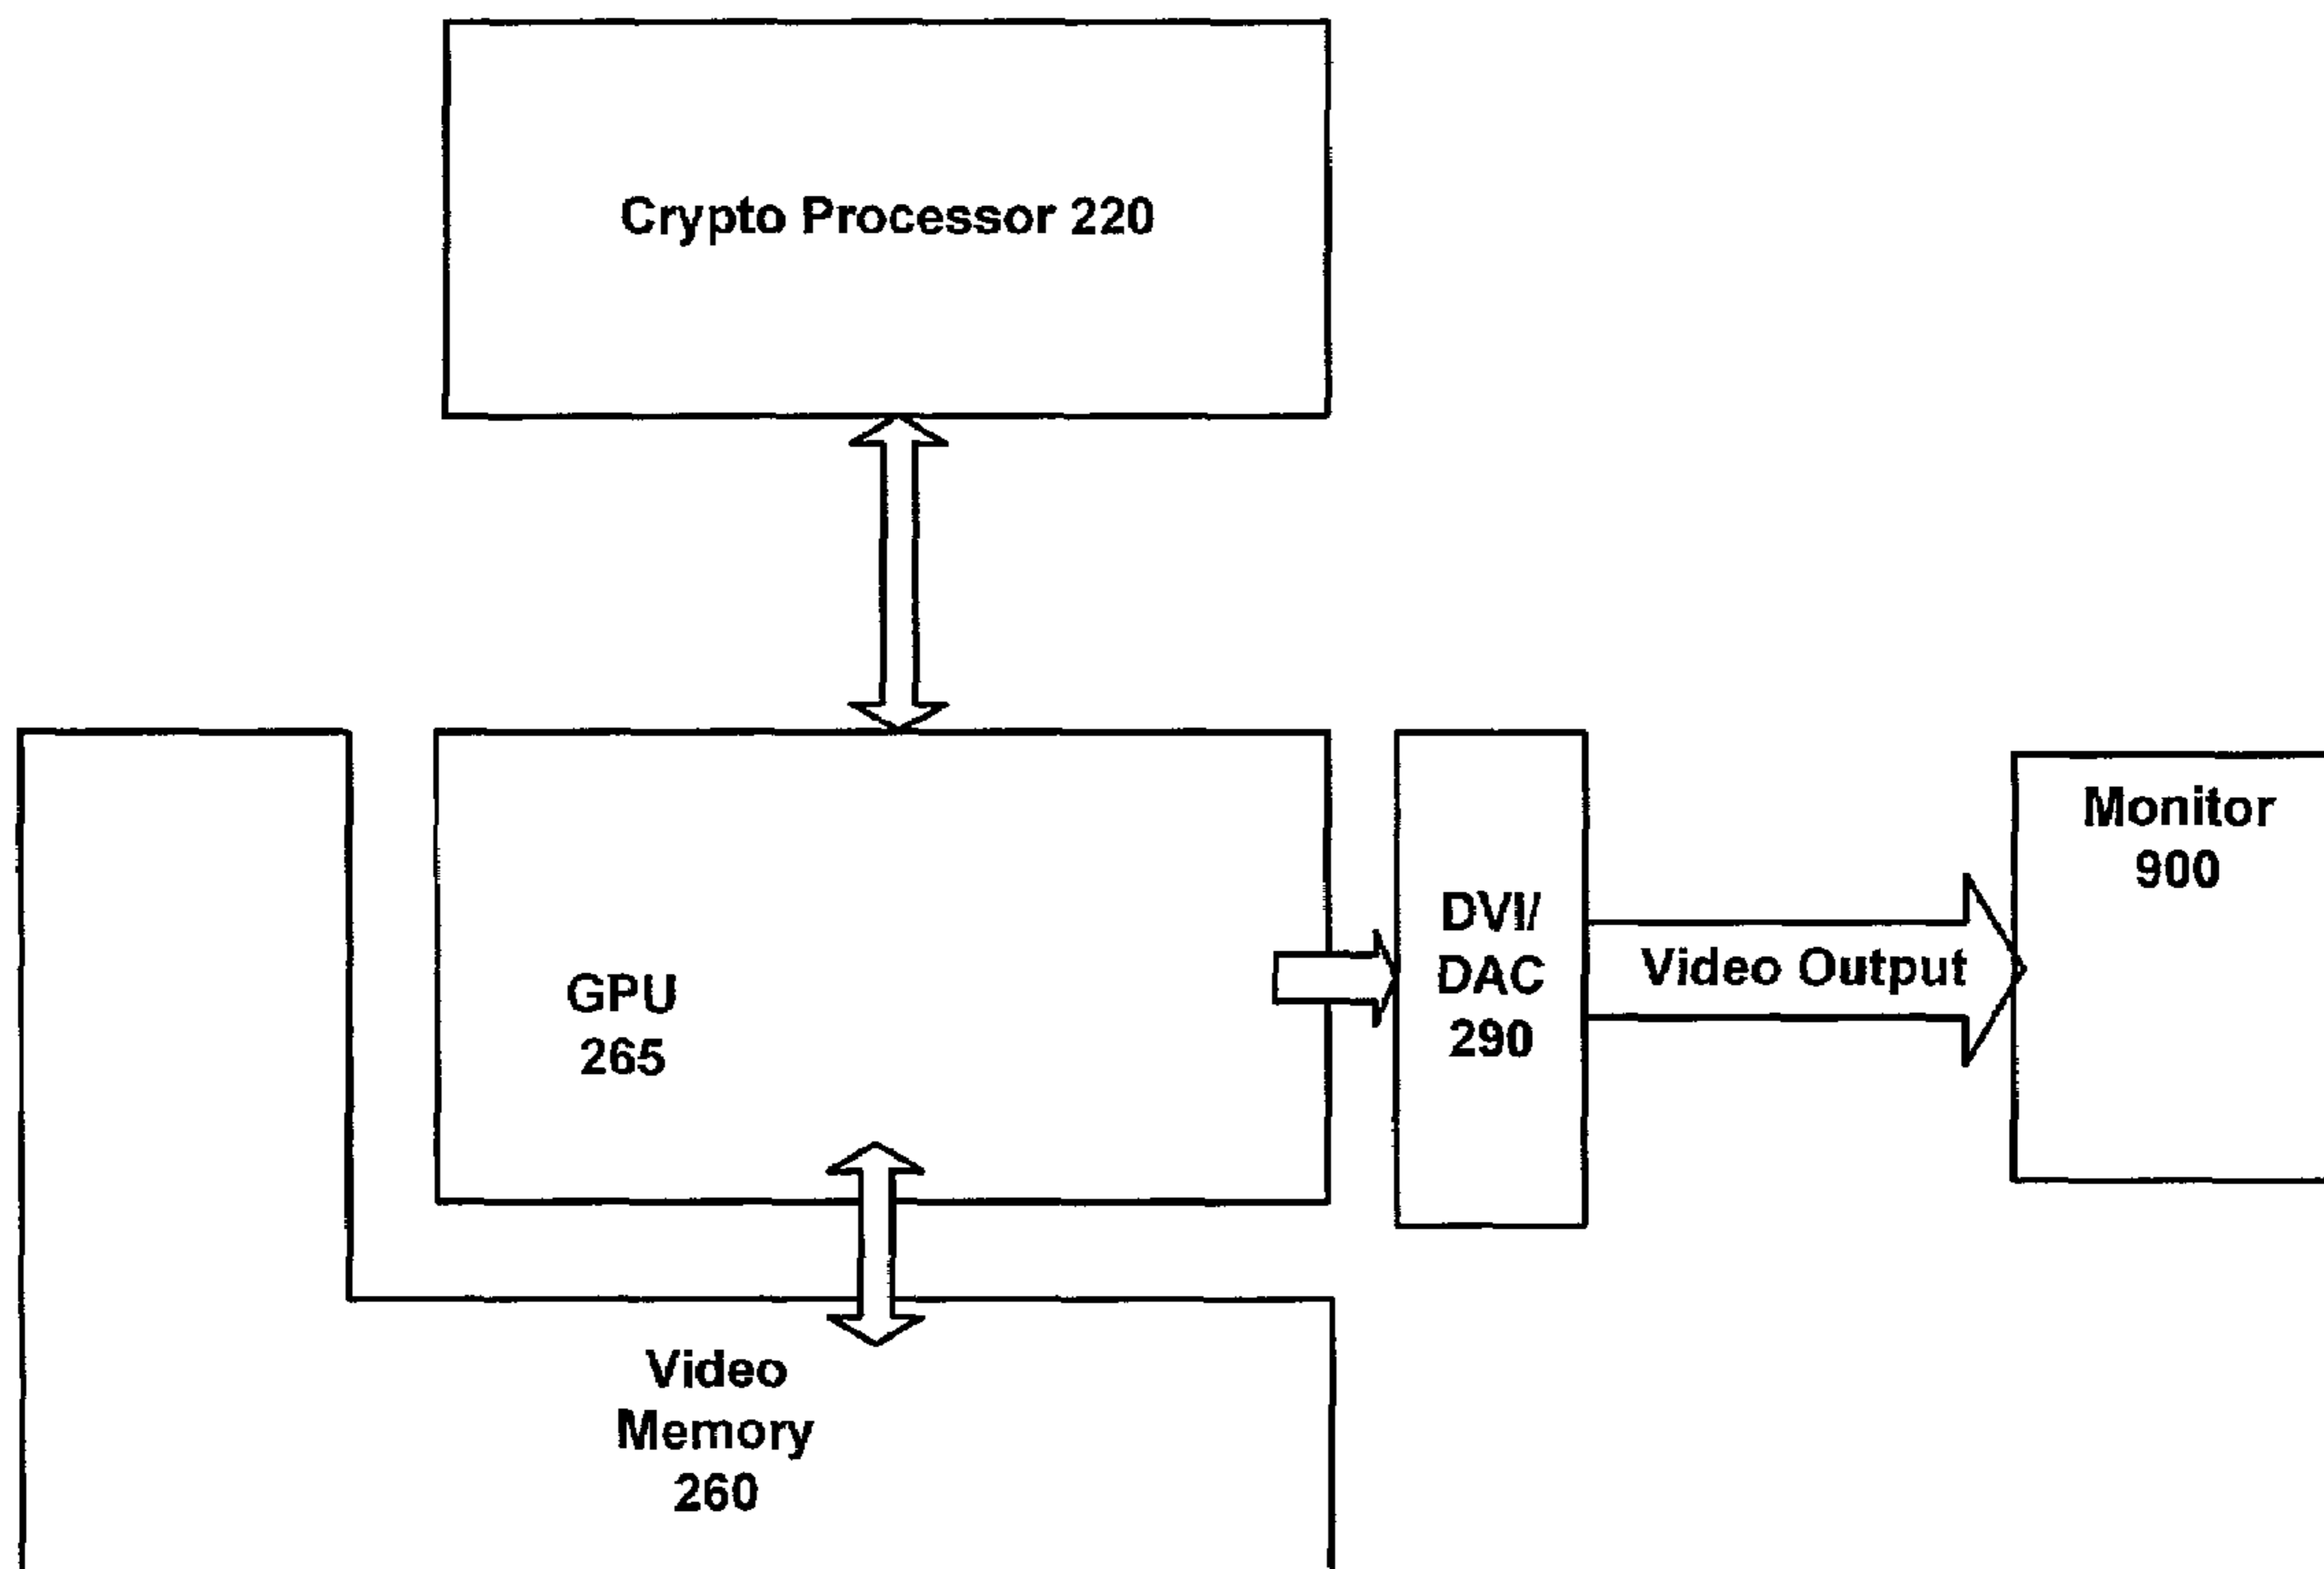 Crypto Processor 220
GPU
265
DVI/
DAC
290
Video Output
Monitor
900
Video
Memory
260